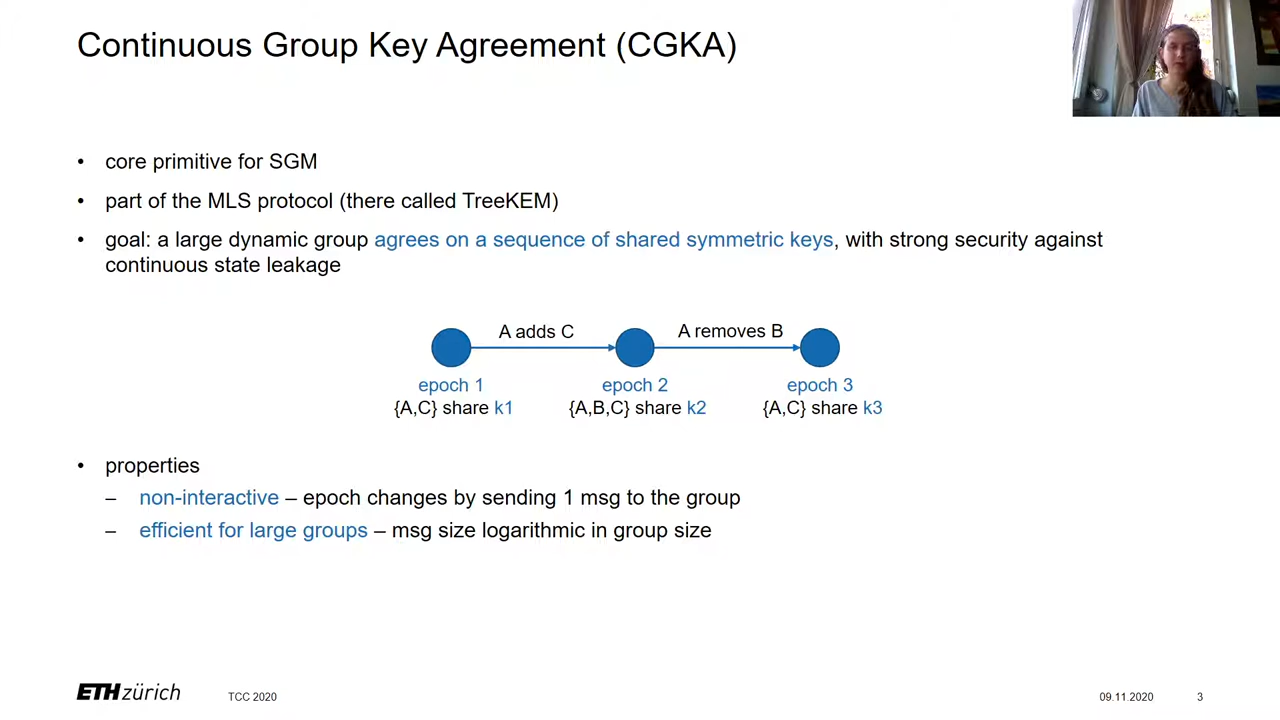 Continuous Group Key Agreement (CGKA)
• core primitive for SGM
• part of the MLS protocol (there called TreeKEM)
• goal: a large dynamic group agrees on a sequence of shared symmetric keys, with strong security against
continuous state leakage
A adds C
A removes B
epoch 1
epoch 2
epoch 3
{A,C} share k1
{A,B,C} share k2
{A,C} share k3
• properties
– non-interactive – epoch changes by sending 1 msg to the group
– efficient for large groups – msg size logarithmic in group size
ETH zürich
TCC 2020
09.11.2020
3